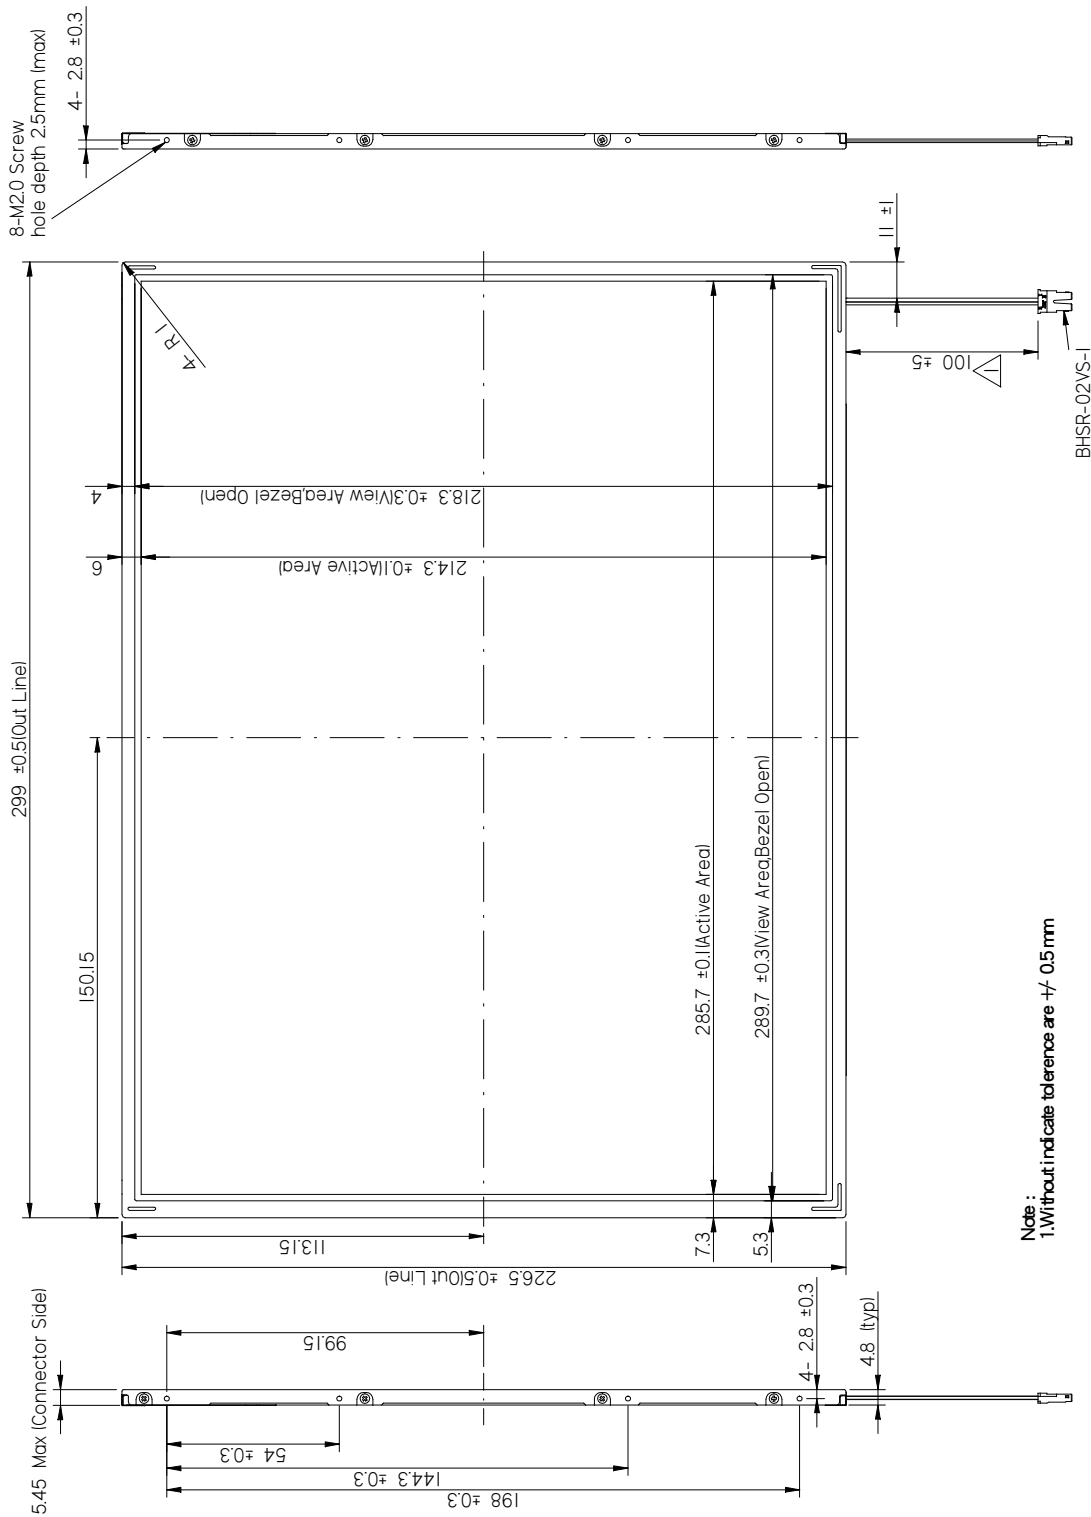 8-M2.0 Screw
hole depth 2.5mm (max)
4- 2.8 ±0.3
299 ±0.5(Out Line)
150.15
4- R 1
4
218.3 ±0.3(View Area,Bezel Open)
6
214.3 ±0.1(Active Area)
285.7 ±0.1(Active Area)
289.7 ±0.3(View Area,Bezel Open)
7.3
5.3
11 ±1
100 ±5
1
BHSR-02VS-1
113.15
226.5 ±0.5(Out Line)
5.45 Max (Connector Side)
99.15
54 ±0.3
144.3 ±0.3
198 ±0.3
4- 2.8 ±0.3
4.8 (typ)
Note :
1.Without indicate tolerence are +/- 0.5 mm